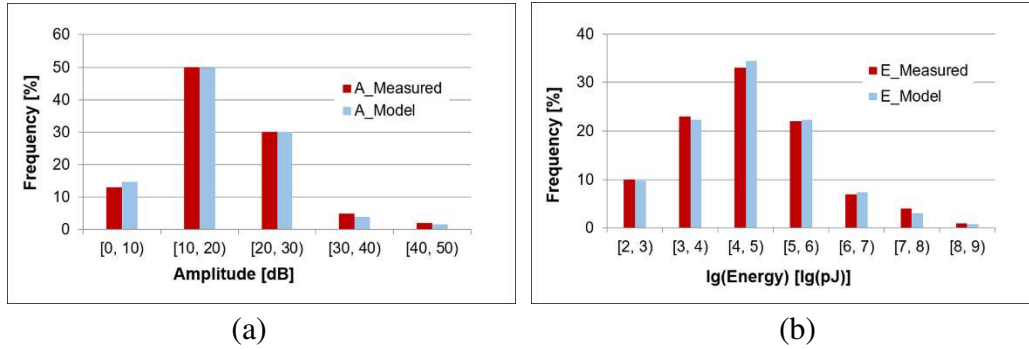 60
50
40
30
20
10
0
Frequency [%]
A_Measured
A_Model
[0, 10) [10, 20) [20, 30) [30, 40) [40, 50)
Amplitude [dB]
(a)
40
30
20
10
0
Frequency [%]
E_Measured
E_Model
[2, 3) [3, 4) [4, 5) [5, 6) [6, 7) [7, 8) [8, 9)
lg(Energy) [lg(pJ)]
(b)